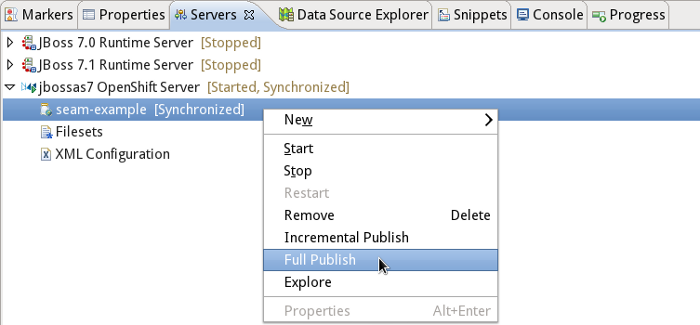 Markers Properties Servers Data Source Explorer Snippets Console Progress
JBoss 7.0 Runtime Server [Stopped]
JBoss 7.1 Runtime Server [Stopped]
jbossas7 OpenShift Server [Started, Synchronized]
seam-example [Synchronized]
Filesets
XML Configuration
New
Start
Stop
Restart
Remove Delete
Incremental Publish
Full Publish
Explore
Properties Alt+Enter